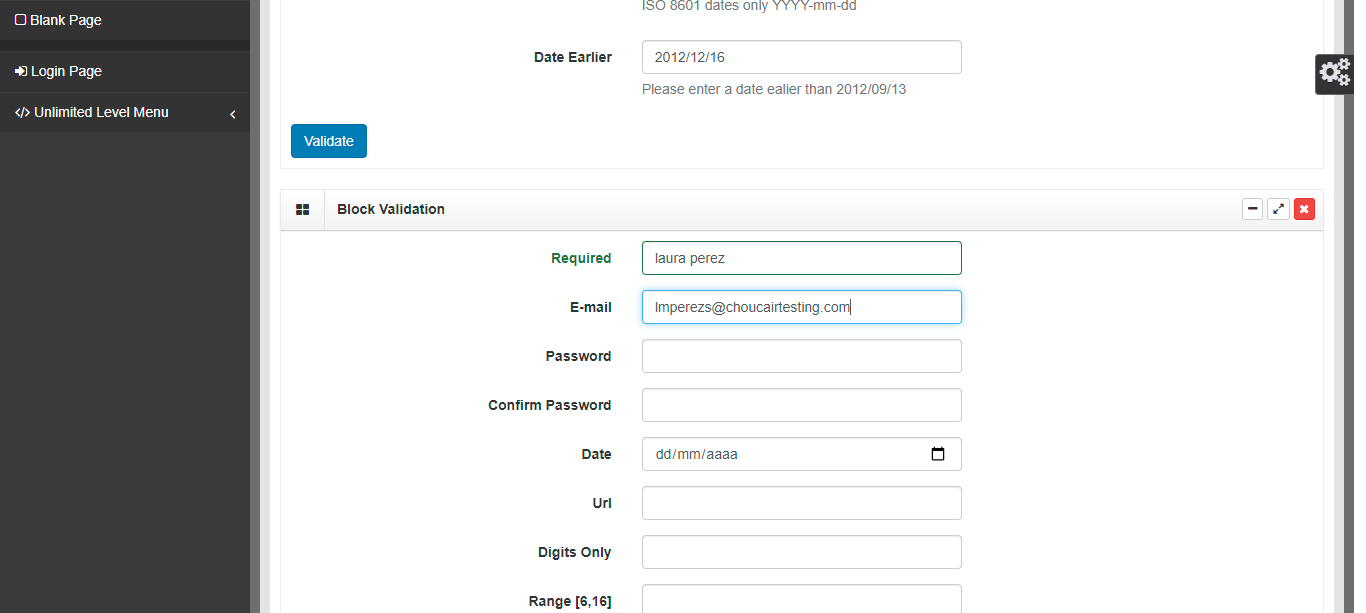 Blank Page
Login Page
</> Unlimited Level Menu
ISO 8601 dates only YYYY-mm-dd
Date Earlier 2012/12/16
Please enter a date ealier than 2012/09/13
Validate
Block Validation
Required laura perez
E-mail lmperezs@choucairtesting.com
Password
Confirm Password
Date dd/mm/aaaa
Url
Digits Only
Range [6,16]